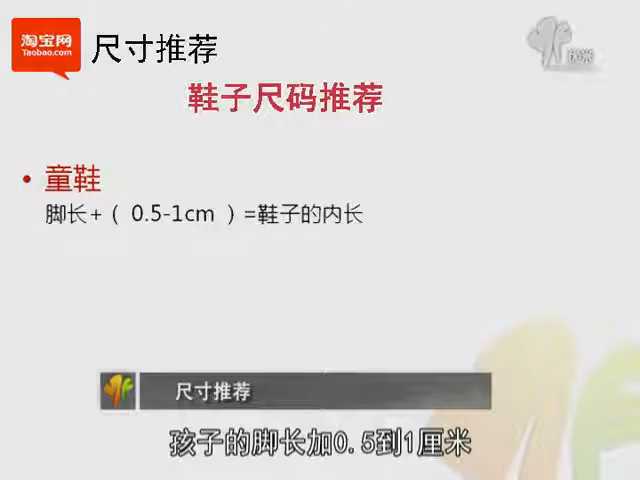 淘宝网
Taobao.com
尺寸推荐
优米
鞋子尺码推荐
• 童鞋
脚长+（ 0.5-1cm ）=鞋子的内长
尺寸推荐
孩子的脚长加0.5到1厘米